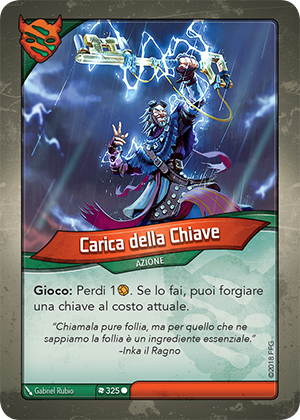 Carica della Chiave
AZIONE
Gioco: Perdi 1. Se lo fai, puoi forgiare
una chiave al costo attuale.
“Chiamala pure follia, ma per quello che ne
sappiamo la follia è un ingrediente essenziale.”
-Inka il Ragno
©2018 FFG
Gabriel Rubio
325